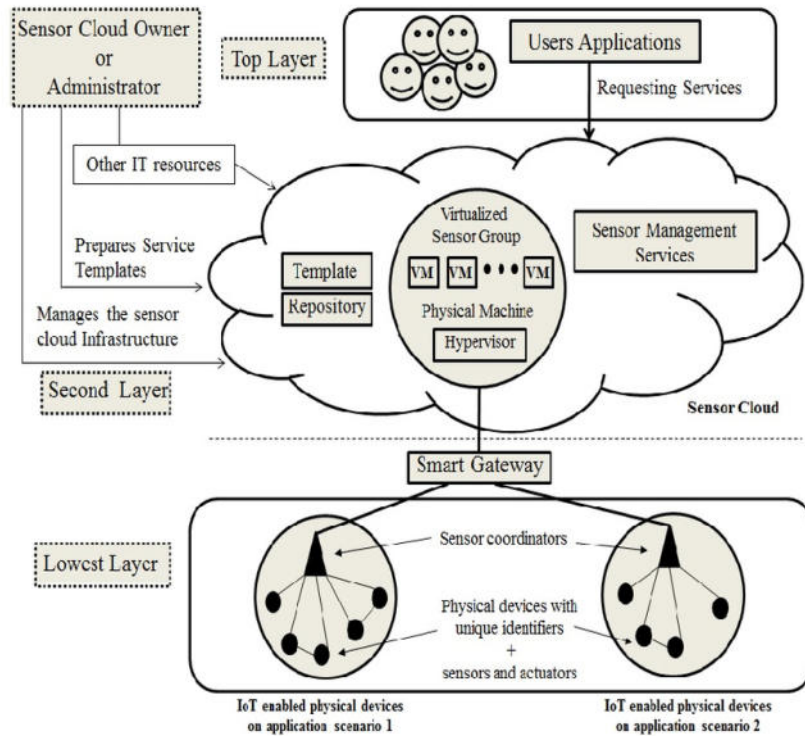 Sensor Cloud Owner
or
Administrator
Top Layer
Users Applications
Requesting Services
Other IT resources
Prepares Service
Templates
Manages the sensor
cloud Infrastructure
Second Layer
Template
Repository
Virtualized
Sensor Group
VM VM VM
Physical Machine
Hypervisor
Sensor Management
Services
Sensor Cloud
Smart Gateway
Lowest Layer
Sensor coordinators
Physical devices with
unique identifiers
+
sensors and actuators
IoT enabled physical devices
on application scenario 1
IoT enabled physical devices
on application scenario 2